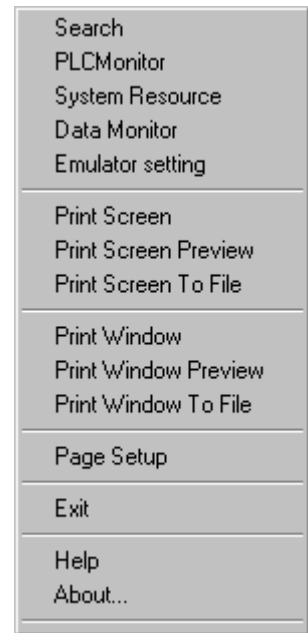 Search
PLCMonitor
System Resource
Data Monitor
Emulator setting
Print Screen
Print Screen Preview
Print Screen To File
Print Window
Print Window Preview
Print Window To File
Page Setup
Exit
Help
About...